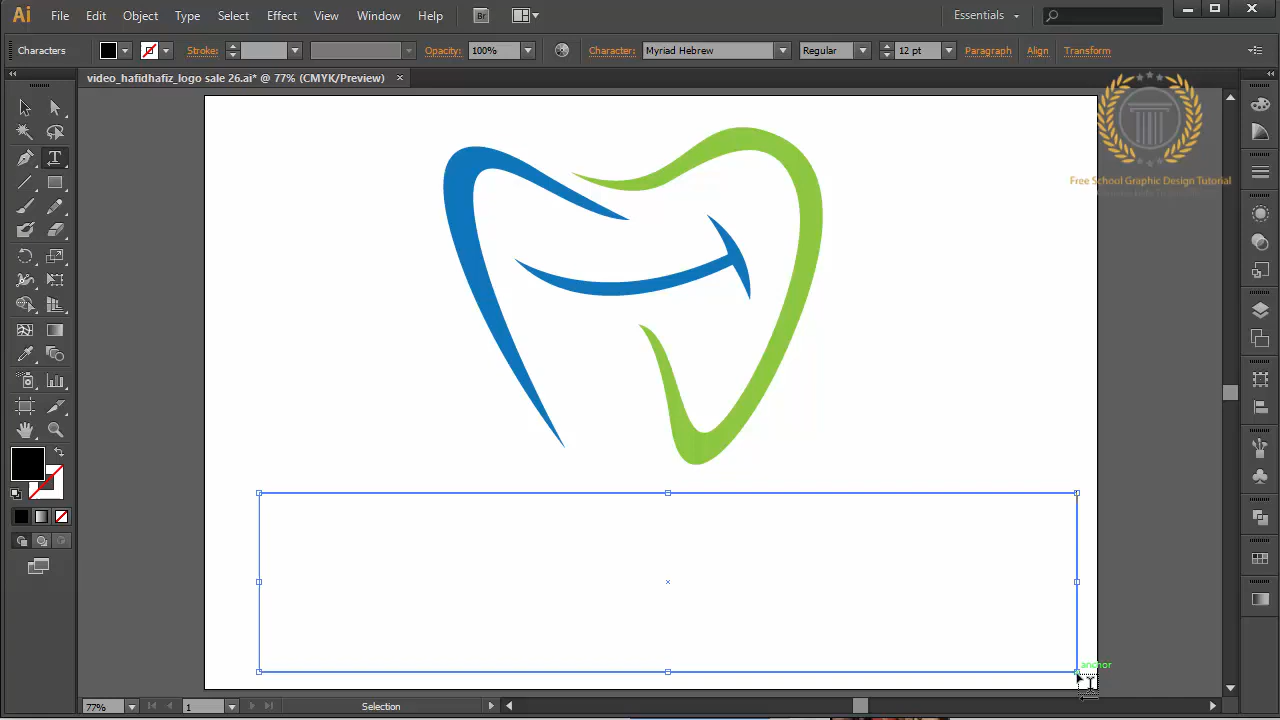 Ai File Edit Object Type Select Effect View Window Help Br Essentials
Characters Stroke: Opacity: 100% Character: Myriad Hebrew Regular 12 pt Paragraph Align Transform
video_hafidhafiz_logo sale 26.ai* @ 77% (CMYK/Preview)
Free School Graphic Design Tutorial
anchor
77% 1 Selection